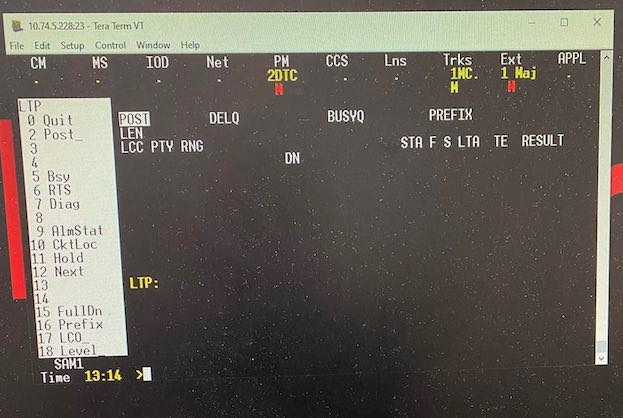 10.74.5.228:23 - Tera Term VT
File Edit Setup Control Window Help
CM MS IOD Net PM CCS Lns Trks Ext APPL
. . . . 2DTC . . 1MC. 1 Maj .
M M M
LTP
0 Quit POST DELQ BUSYQ PREFIX
2 Post_ LEN
3 LCC PTY RNG STA F S LTA TE RESULT
4 DN
5 Bsy
6 RTS
7 Diag
8
9 AlmStat
10 CktLoc
11 Hold
12 Next
13 LTP:
14
15 FullDn
16 Prefix
17 LCO_
18 Level_
SAM1
Time 13:14 >